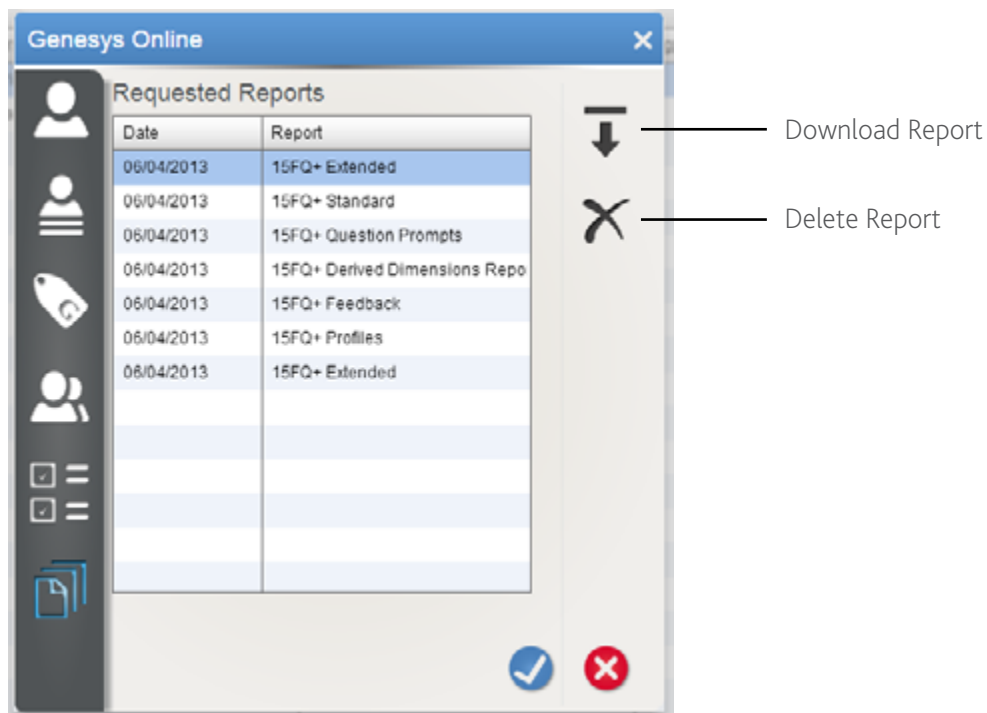 Genesys Online
Requested Reports
Date Report
06/04/2013 15FQ+ Extended
06/04/2013 15FQ+ Standard
06/04/2013 15FQ+ Question Prompts
06/04/2013 15FQ+ Derived Dimensions Repo
06/04/2013 15FQ+ Feedback
06/04/2013 15FQ+ Profiles
06/04/2013 15FQ+ Extended
Download Report
Delete Report